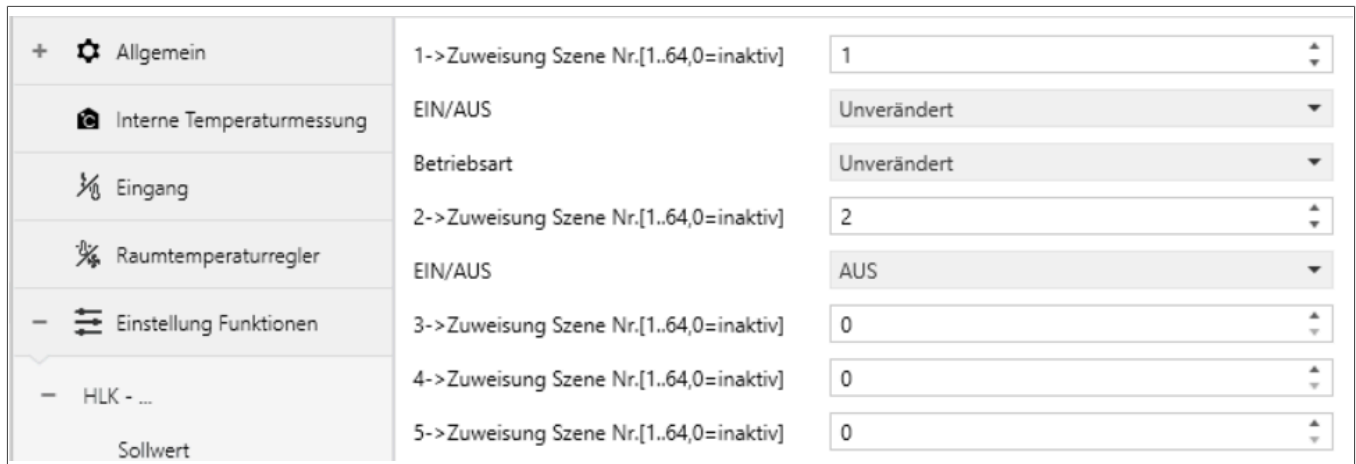 Allgemein
Interne Temperaturmessung
Eingang
Raumtemperaturregler
Einstellung Funktionen
HLK - ...
Sollwert
1->Zuweisung Szene Nr.[1..64,0=inaktiv] 1
EIN/AUS Unverändert
Betriebsart Unverändert
2->Zuweisung Szene Nr.[1..64,0=inaktiv] 2
EIN/AUS AUS
3->Zuweisung Szene Nr.[1..64,0=inaktiv] 0
4->Zuweisung Szene Nr.[1..64,0=inaktiv] 0
5->Zuweisung Szene Nr.[1..64,0=inaktiv] 0